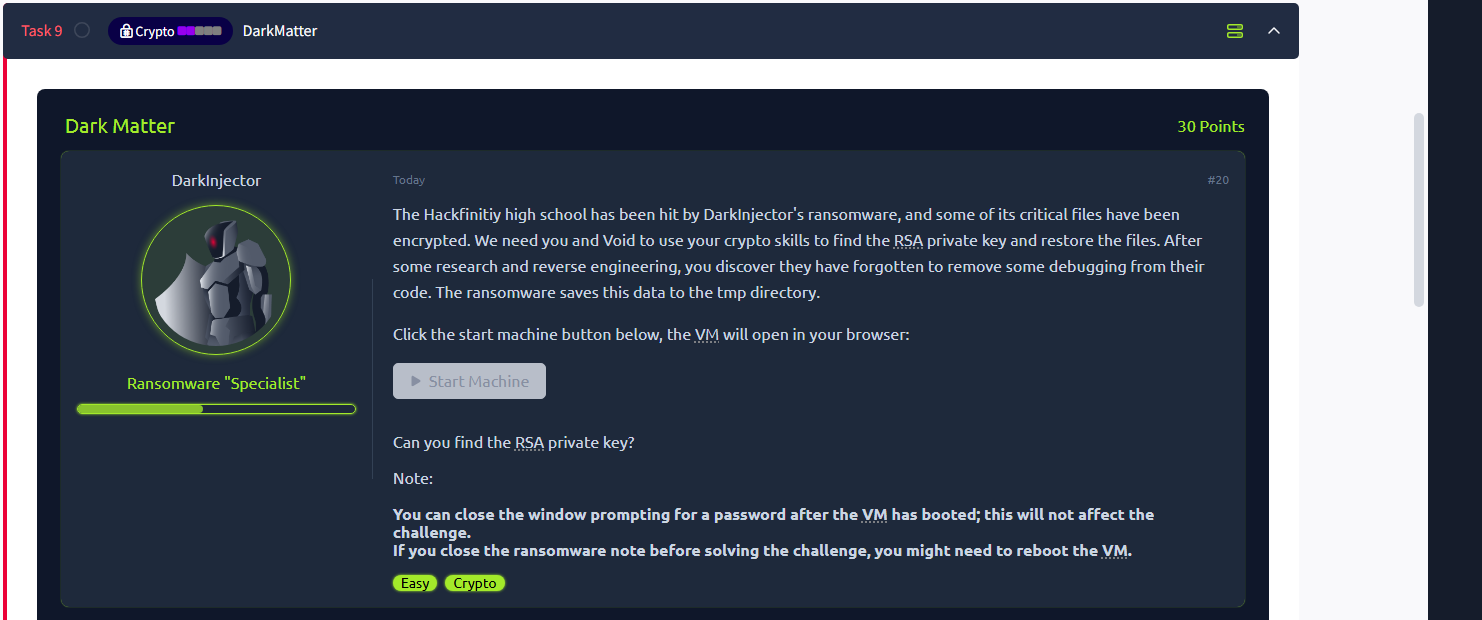 Task 9 Crypto DarkMatter
Dark Matter
30 Points
DarkInjector
Ransomware "Specialist"
Today
#20
The Hackfinitiy high school has been hit by DarkInjector's ransomware, and some of its critical files have been
encrypted. We need you and Void to use your crypto skills to find the RSA private key and restore the files. After
some research and reverse engineering, you discover they have forgotten to remove some debugging from their
code. The ransomware saves this data to the tmp directory.
Click the start machine button below, the VM will open in your browser:
Start Machine
Can you find the RSA private key?
Note:
You can close the window prompting for a password after the VM has booted; this will not affect the
challenge.
If you close the ransomware note before solving the challenge, you might need to reboot the VM.
Easy Crypto